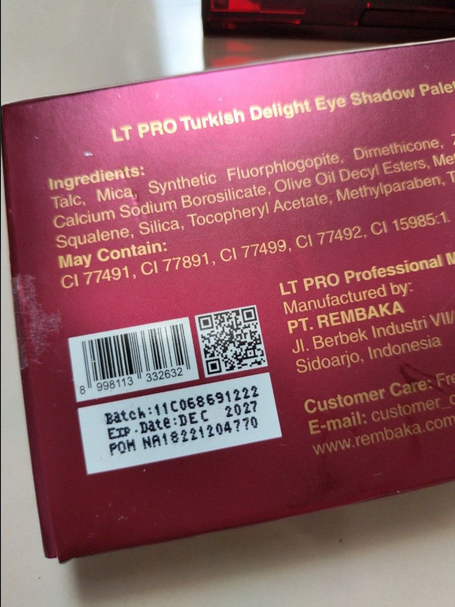 LT PRO Turkish Delight Eye Shadow
Ingredients:
Talc, Mica, Synthetic Fluorphlogopite, Dimethicone,
Calcium Sodium Borosilicate, Olive Oil Decyl Esters,
Squalene, Silica, Tocopheryl Acetate, Methylparaben,
May Contain:
CI 77491, CI 77891, CI 77499, CI 77492, CI 15985:1.
LT PRO Professional
Manufactured by:
PT. REMBAKA
Jl. Berbek Industri VII/
Sidoarjo, Indonesia
8 998113 332632
Batch:11C068691222
Exp.Date:DEC 2027
POM NA18221204770
Customer Care:
E-mail:
www.rembaka.com